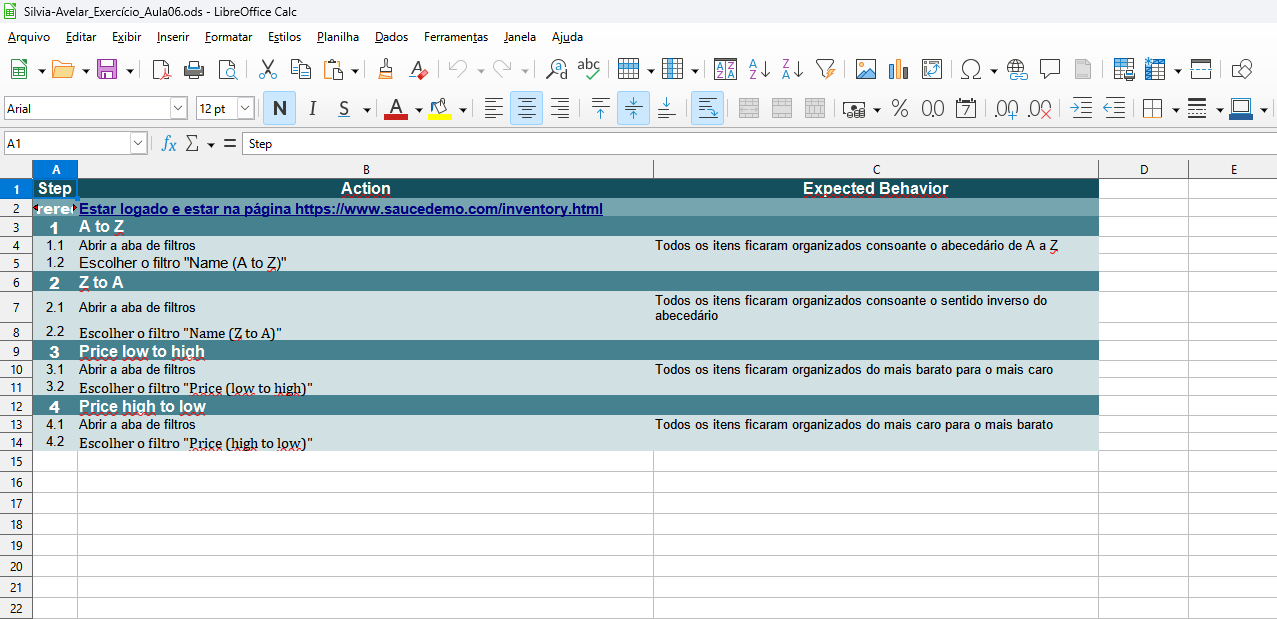 Silvia-Avelar_Exercício_Aula06.ods - LibreOffice Calc
Arquivo Editar Exibir Inserir Formatar Estilos Planilha Dados Ferramentas Janela Ajuda
Arial 12 pt N I S A % 0.0 7 .00 .00
A1 fx Σ = Step
A B C D E
1 Step Action Expected Behavior
2 Estar logado e estar na página https://www.saucedemo.com/inventory.html
3 1 A to Z
4 1.1 Abrir a aba de filtros Todos os itens ficaram organizados consoante o abecedário de A a Z
5 1.2 Escolher o filtro "Name (A to Z)"
6 2 Z to A
7 2.1 Abrir a aba de filtros Todos os itens ficaram organizados consoante o sentido inverso do
abecedário
8 2.2 Escolher o filtro "Name (Z to A)"
9 3 Price low to high
10 3.1 Abrir a aba de filtros Todos os itens ficaram organizados do mais barato para o mais caro
11 3.2 Escolher o filtro "Price (low to high)"
12 4 Price high to low
13 4.1 Abrir a aba de filtros Todos os itens ficaram organizados do mais caro para o mais barato
14 4.2 Escolher o filtro "Price (high to low)"
15
16
17
18
19
20
21
22